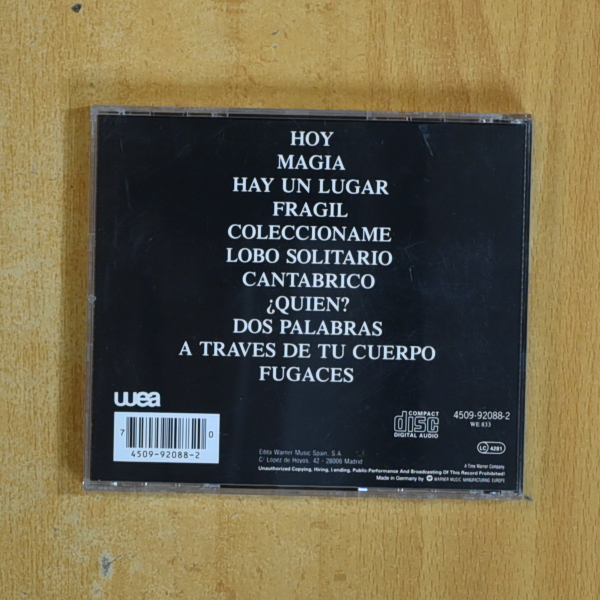 HOY
MAGIA
HAY UN LUGAR
FRAGIL
COLECCIONAME
LOBO SOLITARIO
CANTABRICO
¿QUIEN?
DOS PALABRAS
A TRAVES DE TU CUERPO
FUGACES
wea
7 0
4509-92088-2
COMPACT
disc
DIGITAL AUDIO
4509-92088-2
WE 833
LC 4281
Edita Warner Music Spain, S.A.
C/ López de Hoyos, 42 - 28006 Madrid
A Time Warner Company
Unauthorized Copying, Hiring, Lending, Public Performance And Broadcasting Of This Record Prohibited!
Made in Germany by WARNER MUSIC MANUFACTURING EUROPE